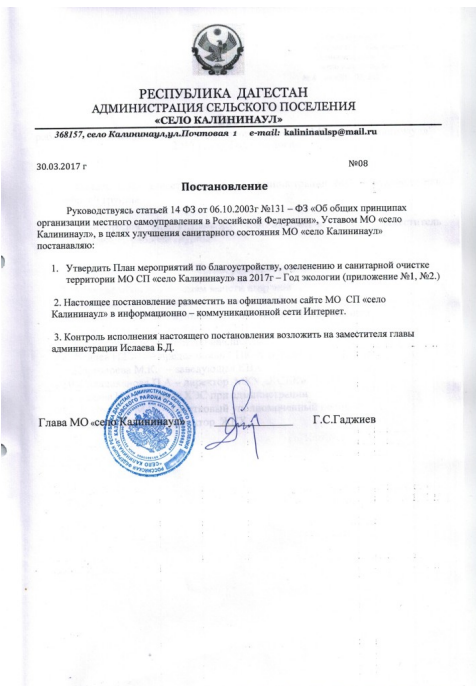 РЕСПУБЛИКА ДАГЕСТАН
АДМИНИСТРАЦИЯ СЕЛЬСКОГО ПОСЕЛЕНИЯ
«СЕЛО КАЛИНИНАУЛ»
368157, село Калининаул,ул.Почтовая 1 e-mail: kalininaulsp@mail.ru
30.03.2017 г №08
Постановление
Руководствуясь статьей 14 ФЗ от 06.10.2003г №131 – ФЗ «Об общих принципах
организации местного самоуправления в Российской Федерации», Уставом МО «село
Калининаул», в целях улучшения санитарного состояния МО «село Калининаул»
постанавляю:
1. Утвердить План мероприятий по благоустройству, озеленению и санитарной очистке
территории МО СП «село Калининаул» на 2017г – Год экологии (приложение №1, №2.)
2. Настоящее постановление разместить на официальном сайте МО СП «село
Калининаул» в информационно – коммуникационной сети Интернет.
3. Контроль исполнения настоящего постановления возложить на заместителя главы
администрации Ислаева Б.Д.
Глава МО «село Калининаул» Г.С.Гаджиев